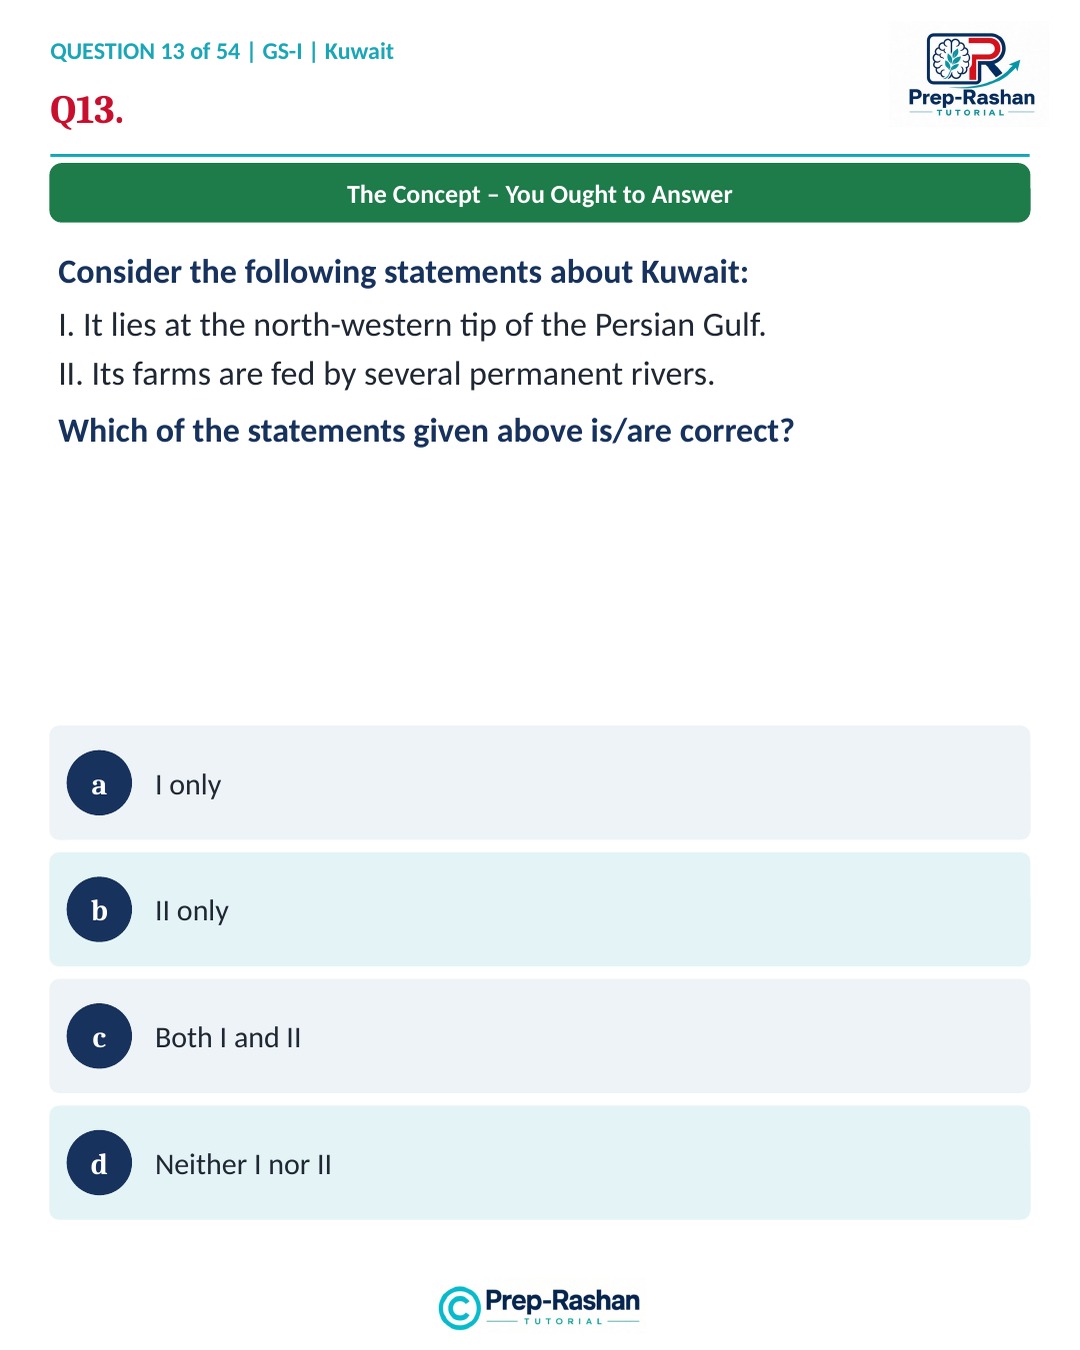 QUESTION 13 of 54 | GS-I | Kuwait
Q13.
Prep-Rashan
TUTORIAL
The Concept – You Ought to Answer
Consider the following statements about Kuwait:
I. It lies at the north-western tip of the Persian Gulf.
II. Its farms are fed by several permanent rivers.
Which of the statements given above is/are correct?
a I only
b II only
c Both I and II
d Neither I nor II
© Prep-Rashan
TUTORIAL